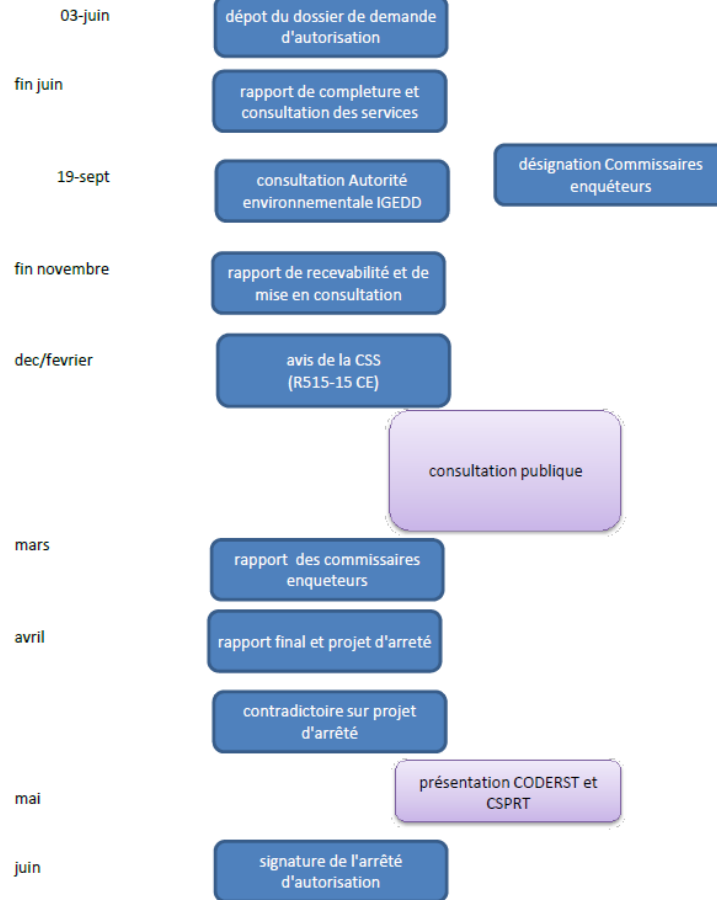 03-juin
dépot du dossier de demande
d'autorisation
fin juin
rapport de completure et
consultation des services
19-sept
consultation Autorité
environnementale IGEDD
désignation Commissaires
enquéteurs
fin novembre
rapport de recevabilité et de
mise en consultation
dec/fevrier
avis de la CSS
(R515-15 CE)
consultation publique
mars
rapport des commissaires
enqueteurs
avril
rapport final et projet d'arreté
contradictoire sur projet
d'arrêté
mai
présentation CODERST et
CSPRT
juin
signature de l'arrêté
d'autorisation